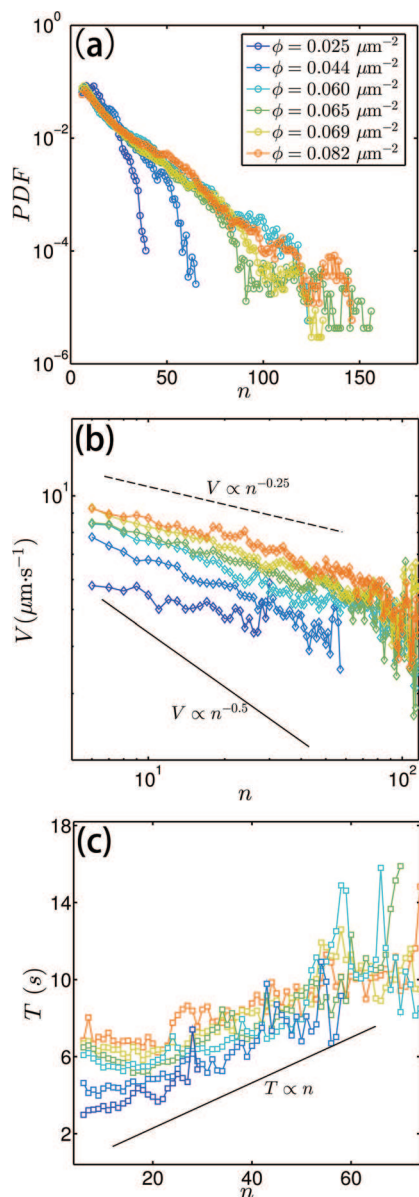 (a)
10^0
10^-2
10^-4
10^-6
PDF
ϕ = 0.025 μm^-2
ϕ = 0.044 μm^-2
ϕ = 0.060 μm^-2
ϕ = 0.065 μm^-2
ϕ = 0.069 μm^-2
ϕ = 0.082 μm^-2
0 50 100 150
n
(b)
10^1
V(μm·s^-1)
V ∝ n^-0.25
V ∝ n^-0.5
10^1 10^2
n
(c)
18
14
10
6
2
T (s)
T ∝ n
20 40 60
n